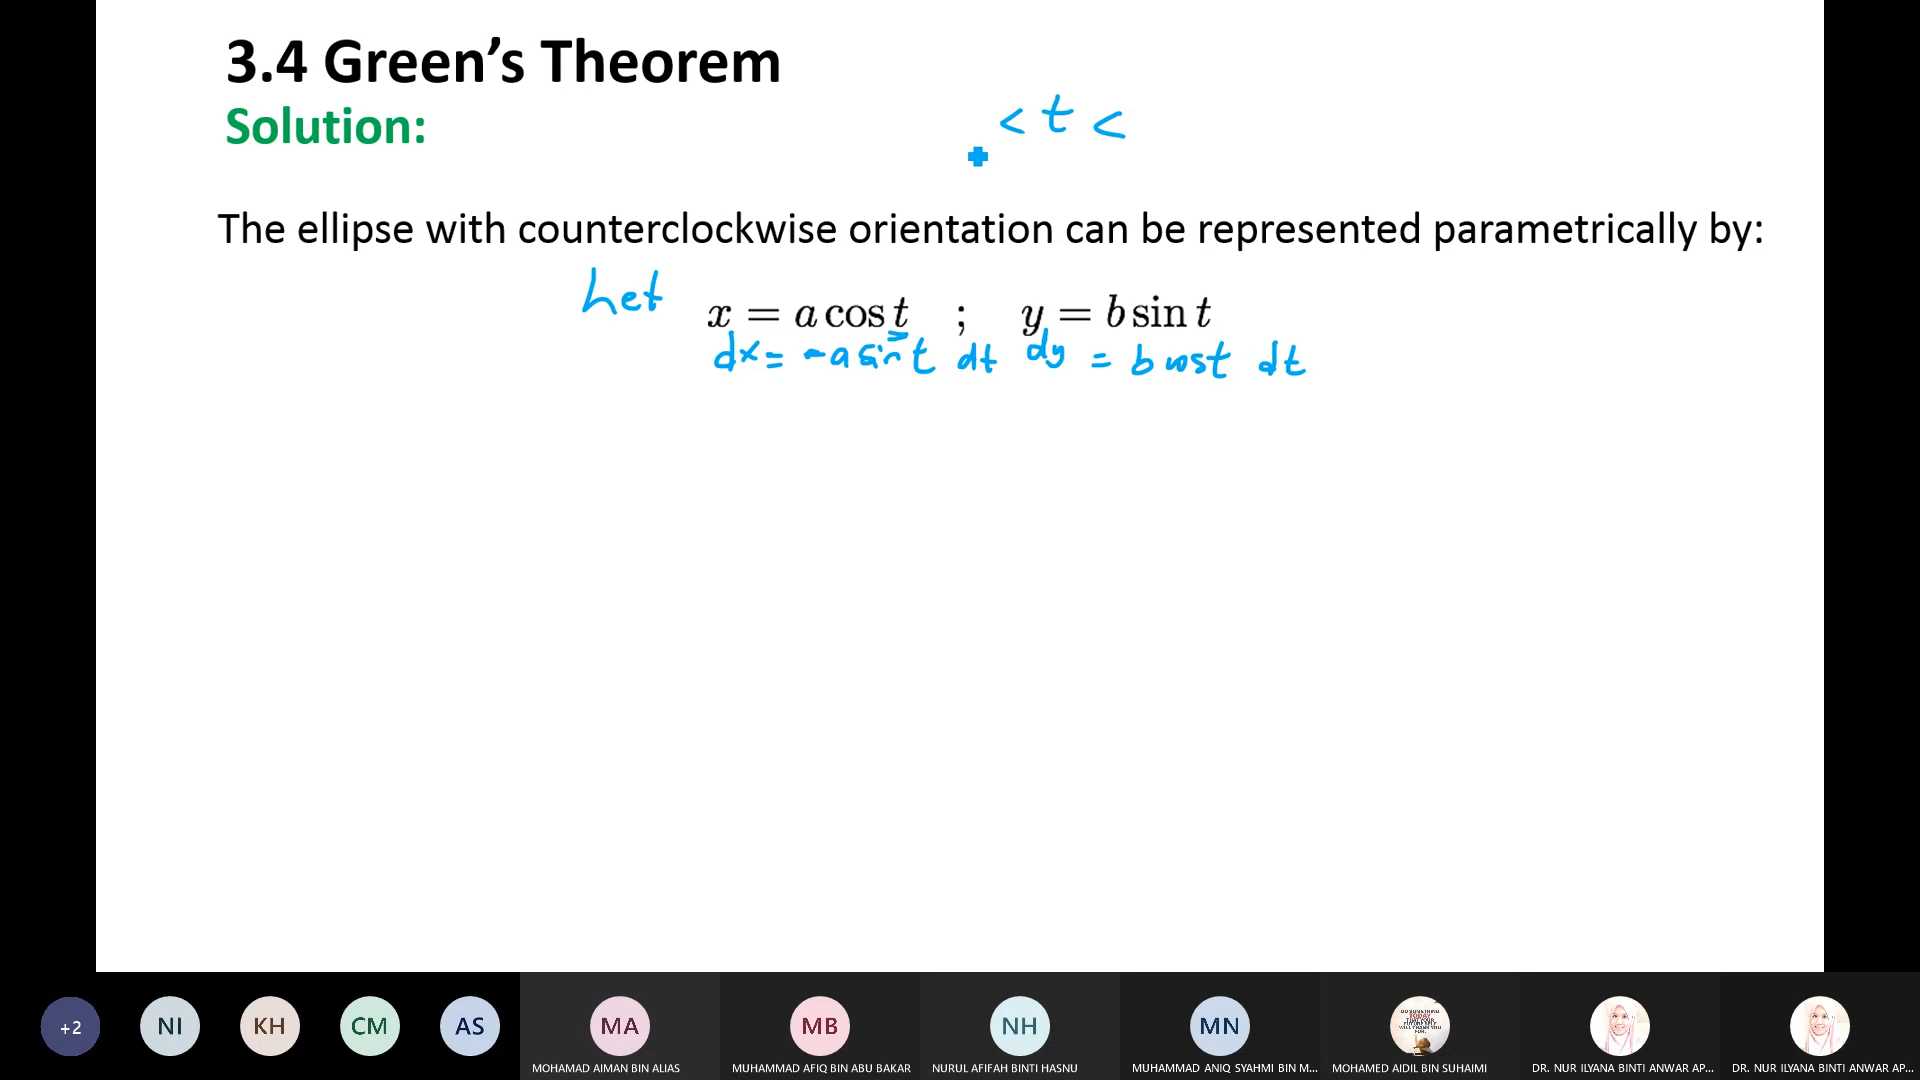 3.4 Green’s Theorem
Solution:
< t <
The ellipse with counterclockwise orientation can be represented parametrically by:
Let x = a cos t ; y = b sin t
dx = -a sin t dt dy = b cos t dt
+2 NI KH CM AS MA MB NH MN
MOHAMAD AIMAN BIN ALIAS MUHAMMAD AFIQ BIN ABU BAKAR NURUL AFIFAH BINTI HASNU MUHAMMAD ANIQ SYAHMI BIN M... MOHAMED AIDIL BIN SUHAIMI DR. NUR ILYANA BINTI ANWAR AP... DR. NUR ILYANA BINTI ANWAR AP...